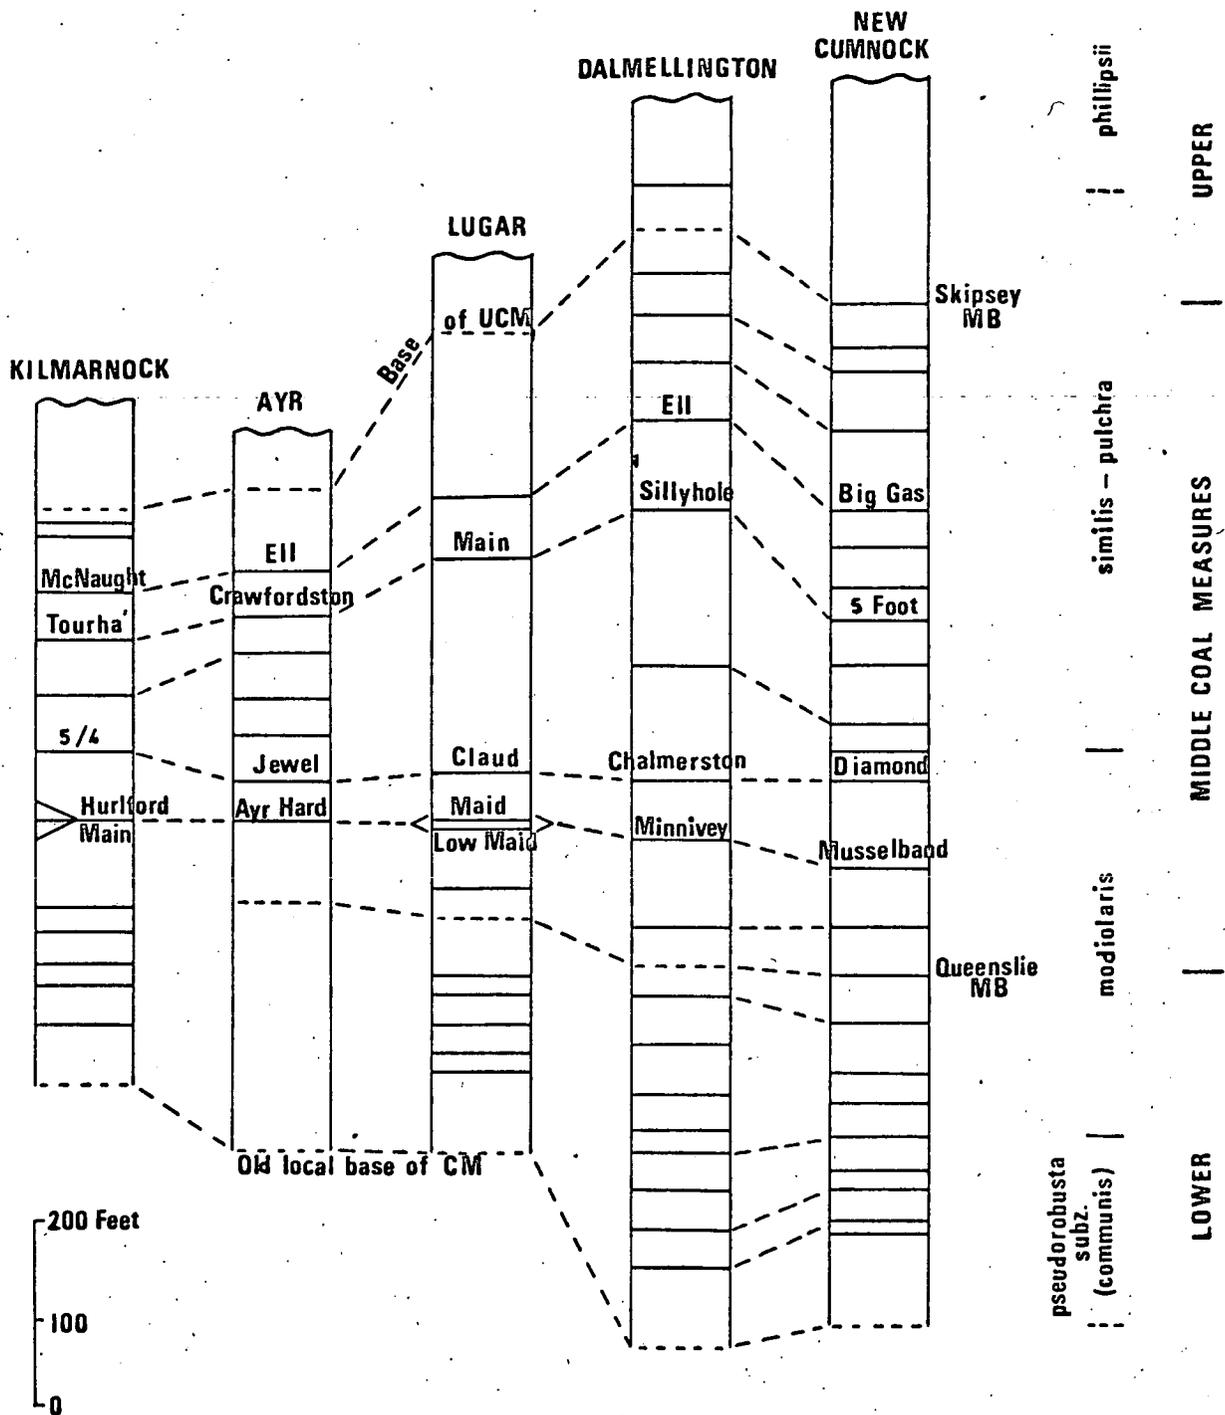 NEW
CUMNOCK
DALMELLINGTON
LUGAR
KILMARNOCK
AYR
phillipsii
UPPER
of UCM
Base
Skipsey
MB
Ell
Sillyhole
Big Gas
similis – pulchra
MIDDLE COAL MEASURES
Ell
Main
McNaught
Crawfordston
Tourha'
5 Foot
5/4
Jewel
Claud
Chalmerston
Diamond
Hurlford
Main
Ayr Hard
Maid
Low Maid
Minnivey
Musselband
modiolaris
Queenslie
MB
Old local base of CM
pseudorobusta
subz.
(communis)
LOWER
200 Feet
100
0